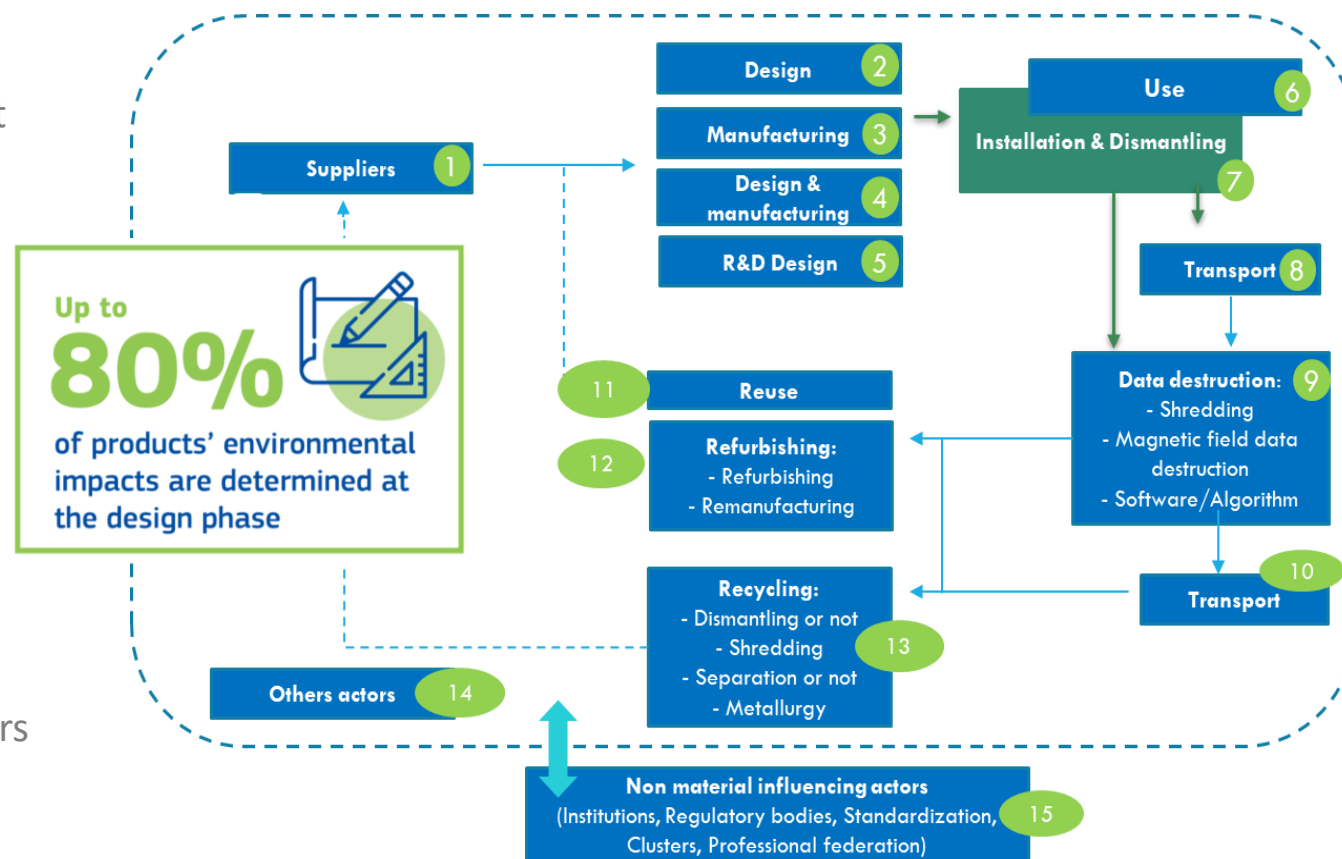 t
rs
Suppliers 1
Up to
80%
of products' environmental
impacts are determined at
the design phase
Others actors 14
Design 2
Manufacturing 3
Design &
manufacturing 4
R&D Design 5
Use 6
Installation & Dismantling
7
Transport 8
Data destruction: 9
- Shredding
- Magnetic field data
destruction
- Software/Algorithm
10
Transport
11 Reuse
12 Refurbishing:
- Refurbishing
- Remanufacturing
Recycling:
- Dismantling or not
- Shredding 13
- Separation or not
- Metallurgy
Non material influencing actors
(Institutions, Regulatory bodies, Standardization, 15
Clusters, Professional federation)